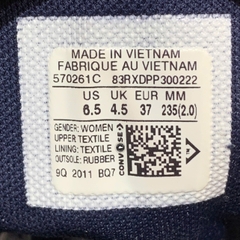 MADE IN VIETNAM
FABRIQUE AU VIETNAM
570261C 83RXDPP300222
US UK EUR MM
6.5 4.5 37 235(2.0)
GENDER: WOMEN
UPPER: TEXTILE
LINING: TEXTILE
OUTSOLE: RUBBER
9Q 2011 BQ7
CONVERSE